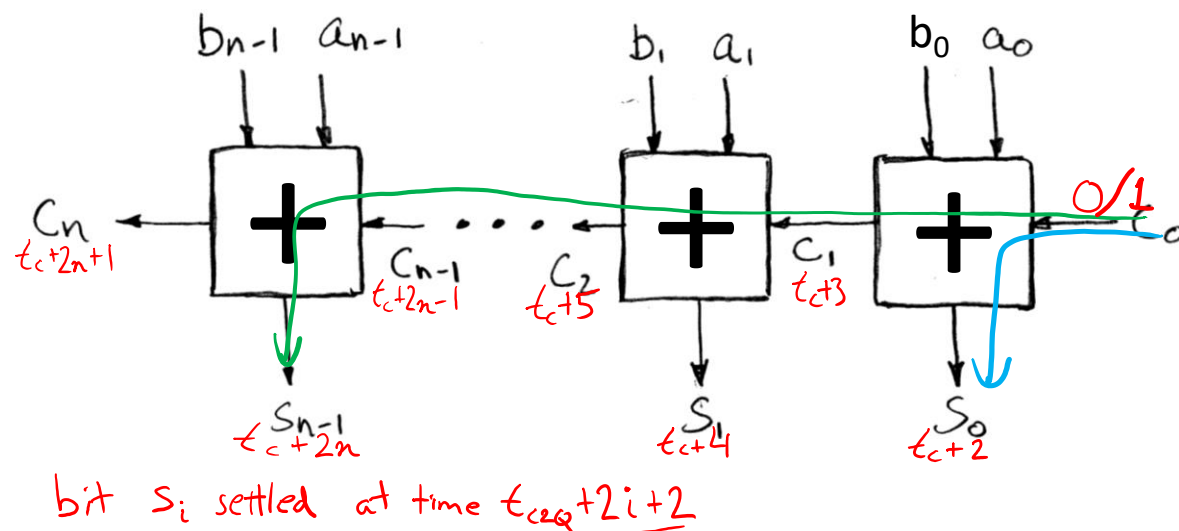 bn-1 an-1 b1 a1 b0 a0
0/1
Cn Cn-1 C2 C1 C0
tc+2n+1 tc+2n-1 tc+5 tc+3
Sn-1 S1 S0
tc+2n tc+4 tc+2
bit Si settled at time tC2Q+2i+2